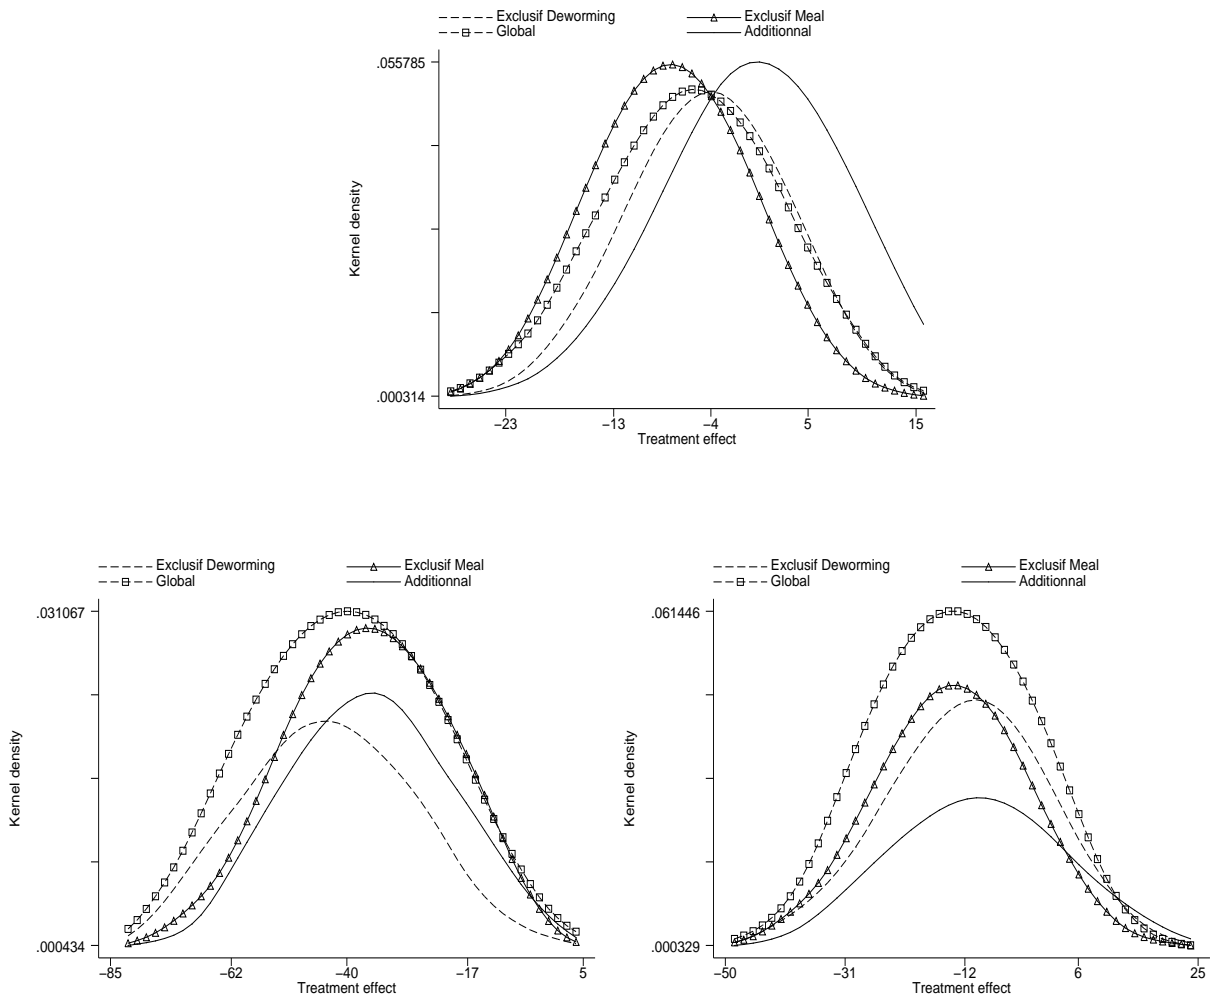 Exclusif Deworming Exclusif Meal
Global Additionnal
.055785
Kernel density
.000314
−23 −13 −4 5 15
Treatment effect
Exclusif Deworming Exclusif Meal
Global Additionnal
.031067
Kernel density
.000434
−85 −62 −40 −17 5
Treatment effect
Exclusif Deworming Exclusif Meal
Global Additionnal
.061446
Kernel density
.000329
−50 −31 −12 6 25
Treatment effect